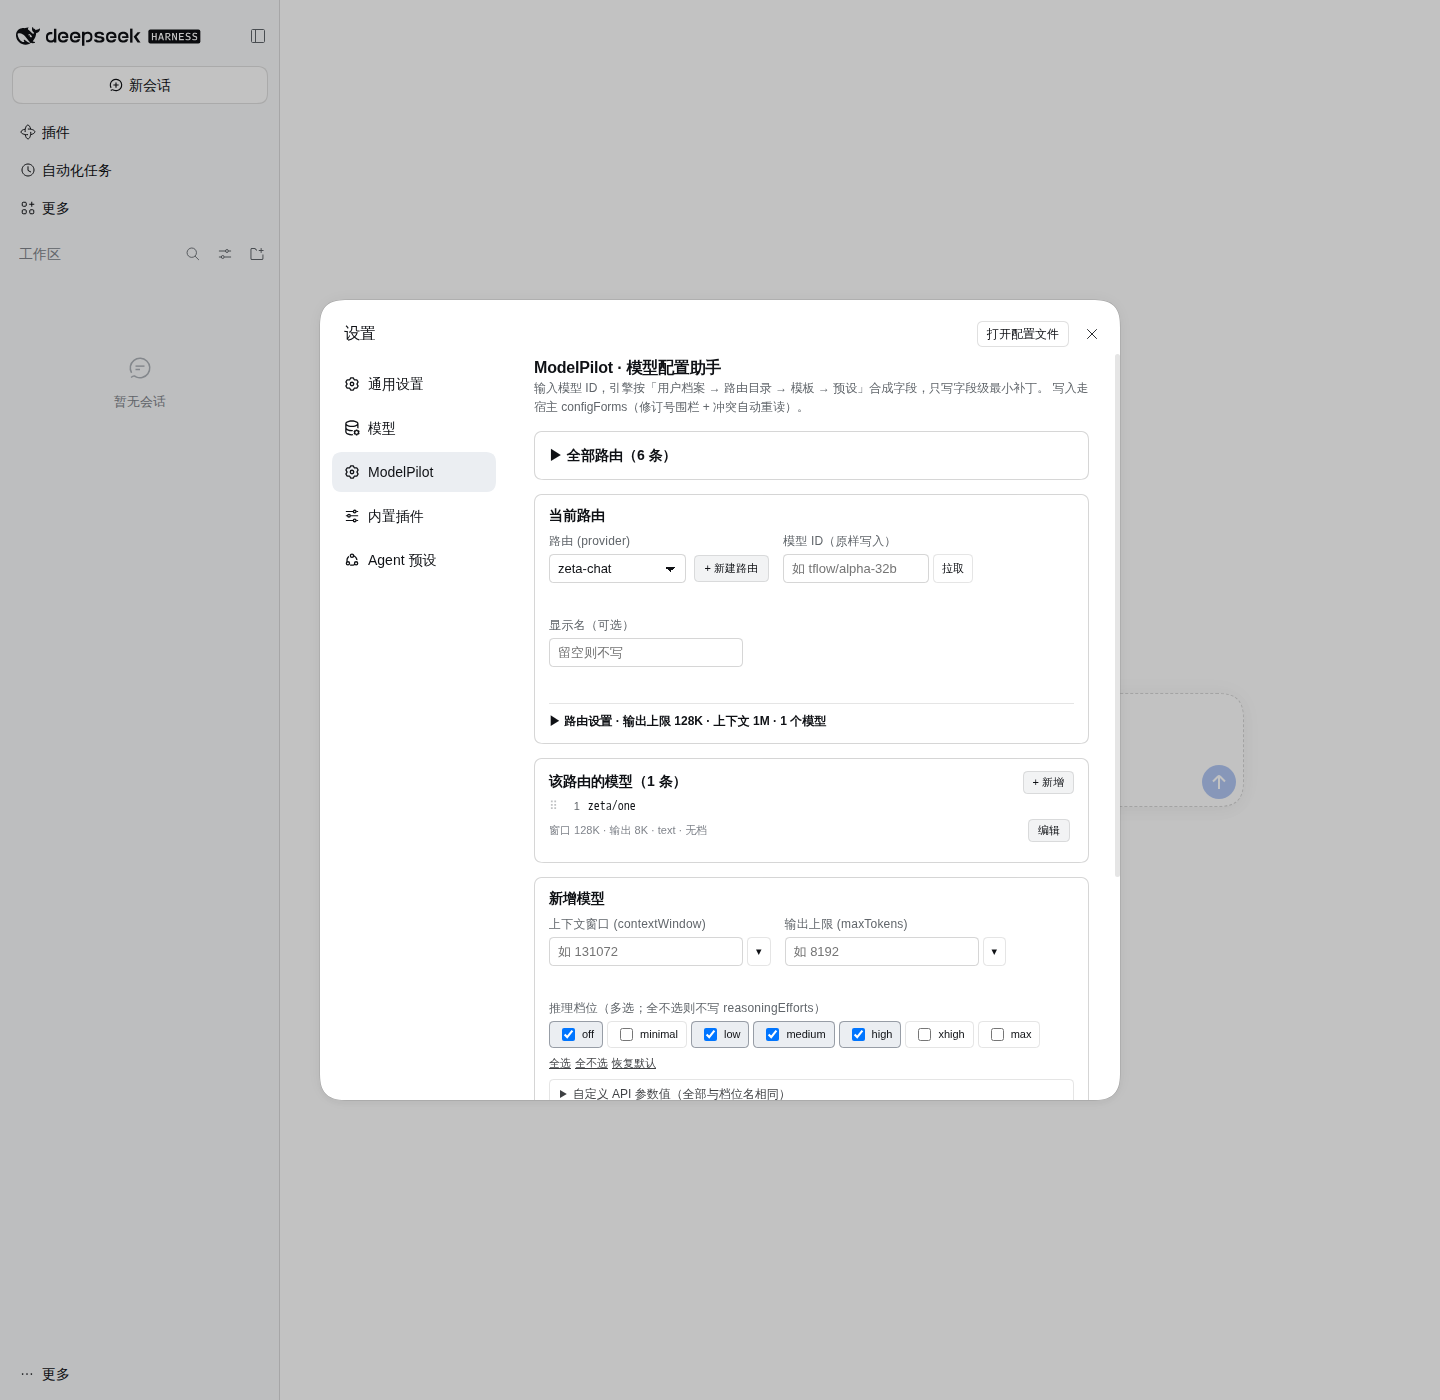 deepseek HARNESS
新会话
插件
自动化任务
更多
工作区
暂无会话
设置
打开配置文件
通用设置
模型
ModelPilot
内置插件
Agent 预设
ModelPilot · 模型配置助手
输入模型 ID，引擎按「用户档案 → 路由目录 → 模板 → 预设」合成字段，只写字段级最小补丁。 写入走
宿主 configForms（修订号围栏 + 冲突自动重读）。
▶ 全部路由（6 条）
当前路由
路由 (provider)
模型 ID（原样写入）
zeta-chat
+ 新建路由
如 tflow/alpha-32b
拉取
显示名（可选）
留空则不写
▶ 路由设置 · 输出上限 128K · 上下文 1M · 1 个模型
该路由的模型（1 条）
+ 新增
⠿ 1 zeta/one
窗口 128K · 输出 8K · text · 无档
编辑
新增模型
上下文窗口 (contextWindow)
输出上限 (maxTokens)
如 131072
▾
如 8192
▾
推理档位（多选；全不选则不写 reasoningEfforts）
off minimal low medium high xhigh max
全选 全不选 恢复默认
▶ 自定义 API 参数值（全部与档位名相同）
更多